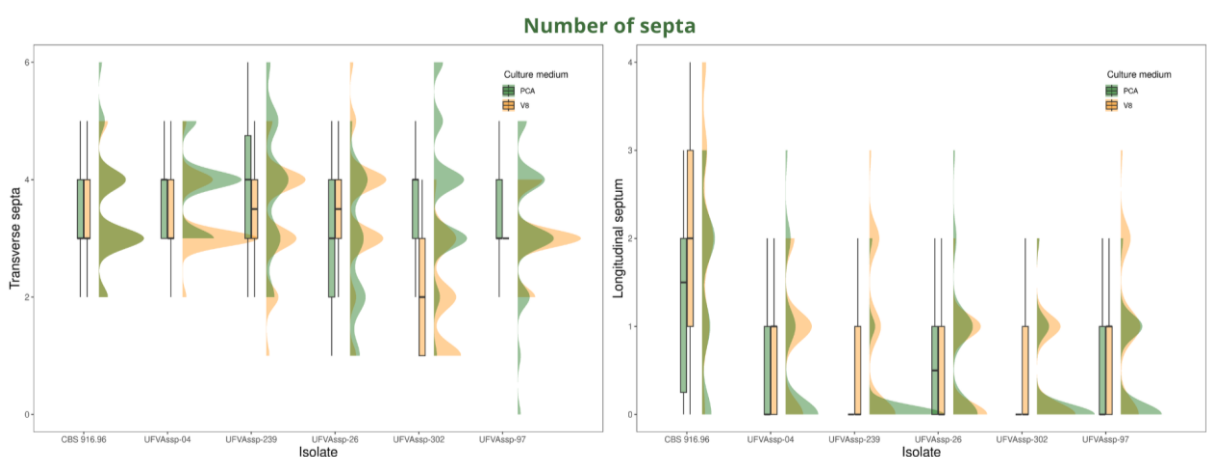 Number of septa
Transverse septa
6
4
2
0
Culture medium
PCA
V8
CBS 916.96
UFVAssp-04
UFVAssp-239
UFVAssp-26
UFVAssp-302
UFVAssp-97
Isolate
Longitudinal septum
4
3
2
1
0
Culture medium
PCA
V8
CBS 916.96
UFVAssp-04
UFVAssp-239
UFVAssp-26
UFVAssp-302
UFVAssp-97
Isolate